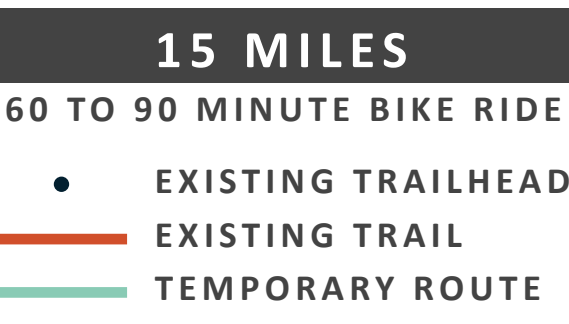 15 MILES
60 TO 90 MINUTE BIKE RIDE
EXISTING TRAILHEAD
EXISTING TRAIL
TEMPORARY ROUTE